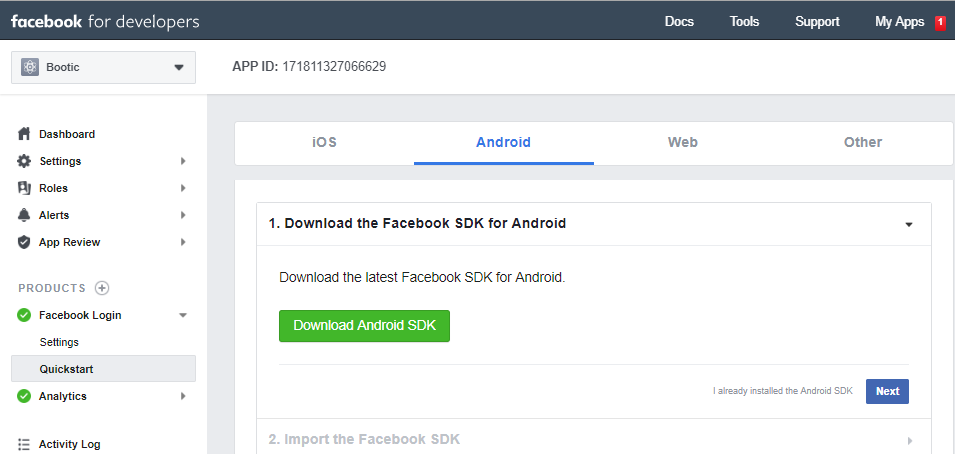 facebook for developers
Docs
Tools
Support
My Apps
1
Bootic
APP ID: 171811327066629
Dashboard
Settings
Roles
Alerts
App Review
PRODUCTS
Facebook Login
Settings
Quickstart
Analytics
Activity Log
iOS
Android
Web
Other
1. Download the Facebook SDK for Android
Download the latest Facebook SDK for Android.
Download Android SDK
I already installed the Android SDK
Next
2. Import the Facebook SDK